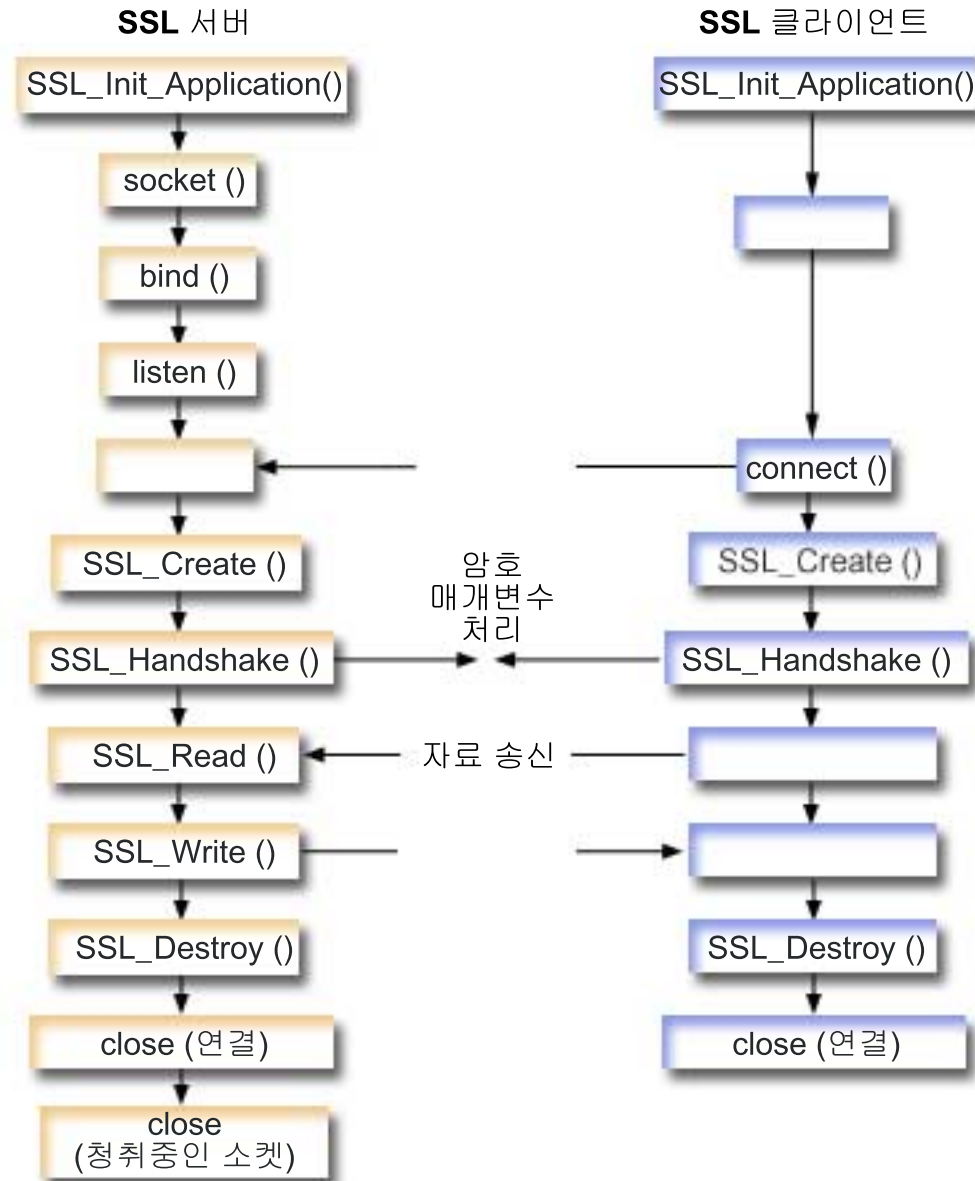 SSL 서버
SSL_Init_Application()
socket ()
bind ()
listen ()
SSL_Create ()
SSL_Handshake ()
SSL_Read ()
SSL_Write ()
SSL_Destroy ()
close (연결)
close
(청취중인 소켓)
암호
매개변수
처리
자료 송신
SSL 클라이언트
SSL_Init_Application()
connect ()
SSL_Create ()
SSL_Handshake ()
SSL_Destroy ()
close (연결)